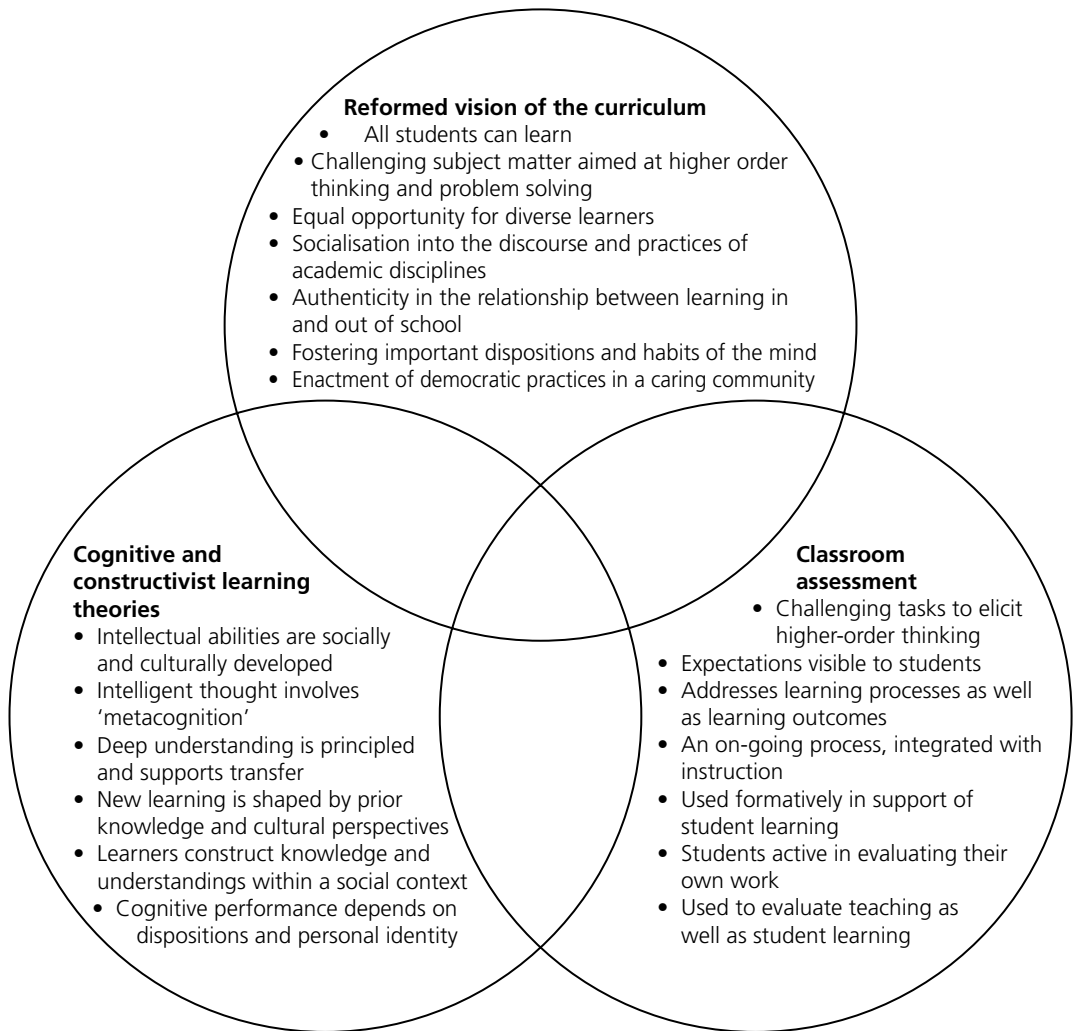 Reformed vision of the curriculum
• All students can learn
• Challenging subject matter aimed at higher order
thinking and problem solving
• Equal opportunity for diverse learners
• Socialisation into the discourse and practices of
academic disciplines
• Authenticity in the relationship between learning in
and out of school
• Fostering important dispositions and habits of the mind
• Enactment of democratic practices in a caring community
Cognitive and
constructivist learning
theories
• Intellectual abilities are socially
and culturally developed
• Intelligent thought involves
‘metacognition’
• Deep understanding is principled
and supports transfer
• New learning is shaped by prior
knowledge and cultural perspectives
• Learners construct knowledge and
understandings within a social context
• Cognitive performance depends on
dispositions and personal identity
Classroom
assessment
• Challenging tasks to elicit
higher-order thinking
• Expectations visible to students
• Addresses learning processes as well
as learning outcomes
• An on-going process, integrated with
instruction
• Used formatively in support of
student learning
• Students active in evaluating their
own work
• Used to evaluate teaching as
well as student learning